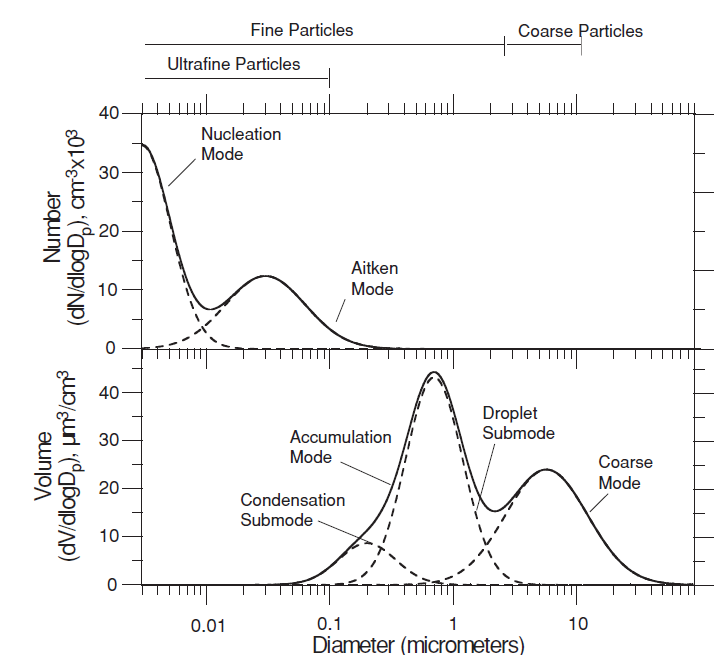 Fine Particles
Coarse Particles
Ultrafine Particles
Number
(dN/dlogDp), cm-3x103
40
30
20
10
0
Nucleation
Mode
Aitken
Mode
Volume
(dV/dlogDp), μm3/cm3
40
30
20
10
0
Accumulation
Mode
Condensation
Submode
Droplet
Submode
Coarse
Mode
0.01
0.1
1
10
Diameter (micrometers)